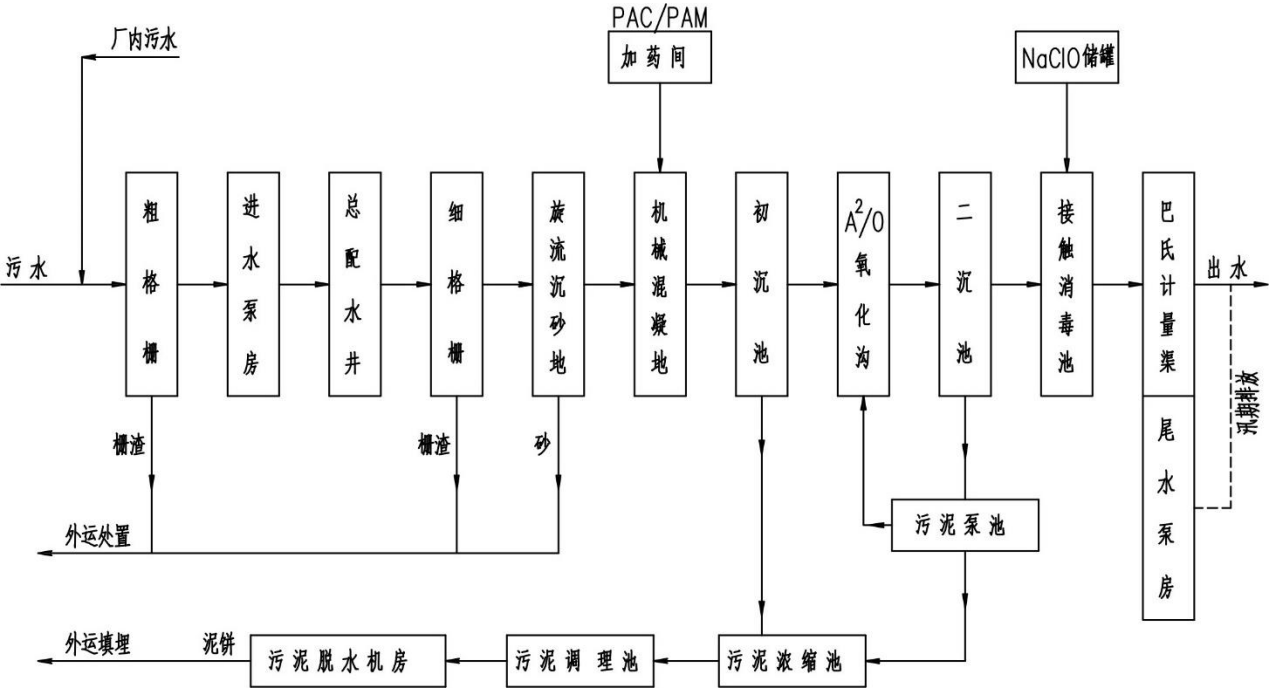 PAC/PAM
加药间
NaClO储罐
厂内污水
污水
粗格栅
进水泵房
总配水井
细格栅
旋流沉砂地
机械混凝地
初沉池
A²/O氧化沟
二沉池
接触消毒池
巴氏计量渠
出水
汛期排放
栅渣
栅渣
砂
尾水泵房
污泥泵池
外运处置
外运填埋
泥饼
污泥脱水机房
污泥调理池
污泥浓缩池